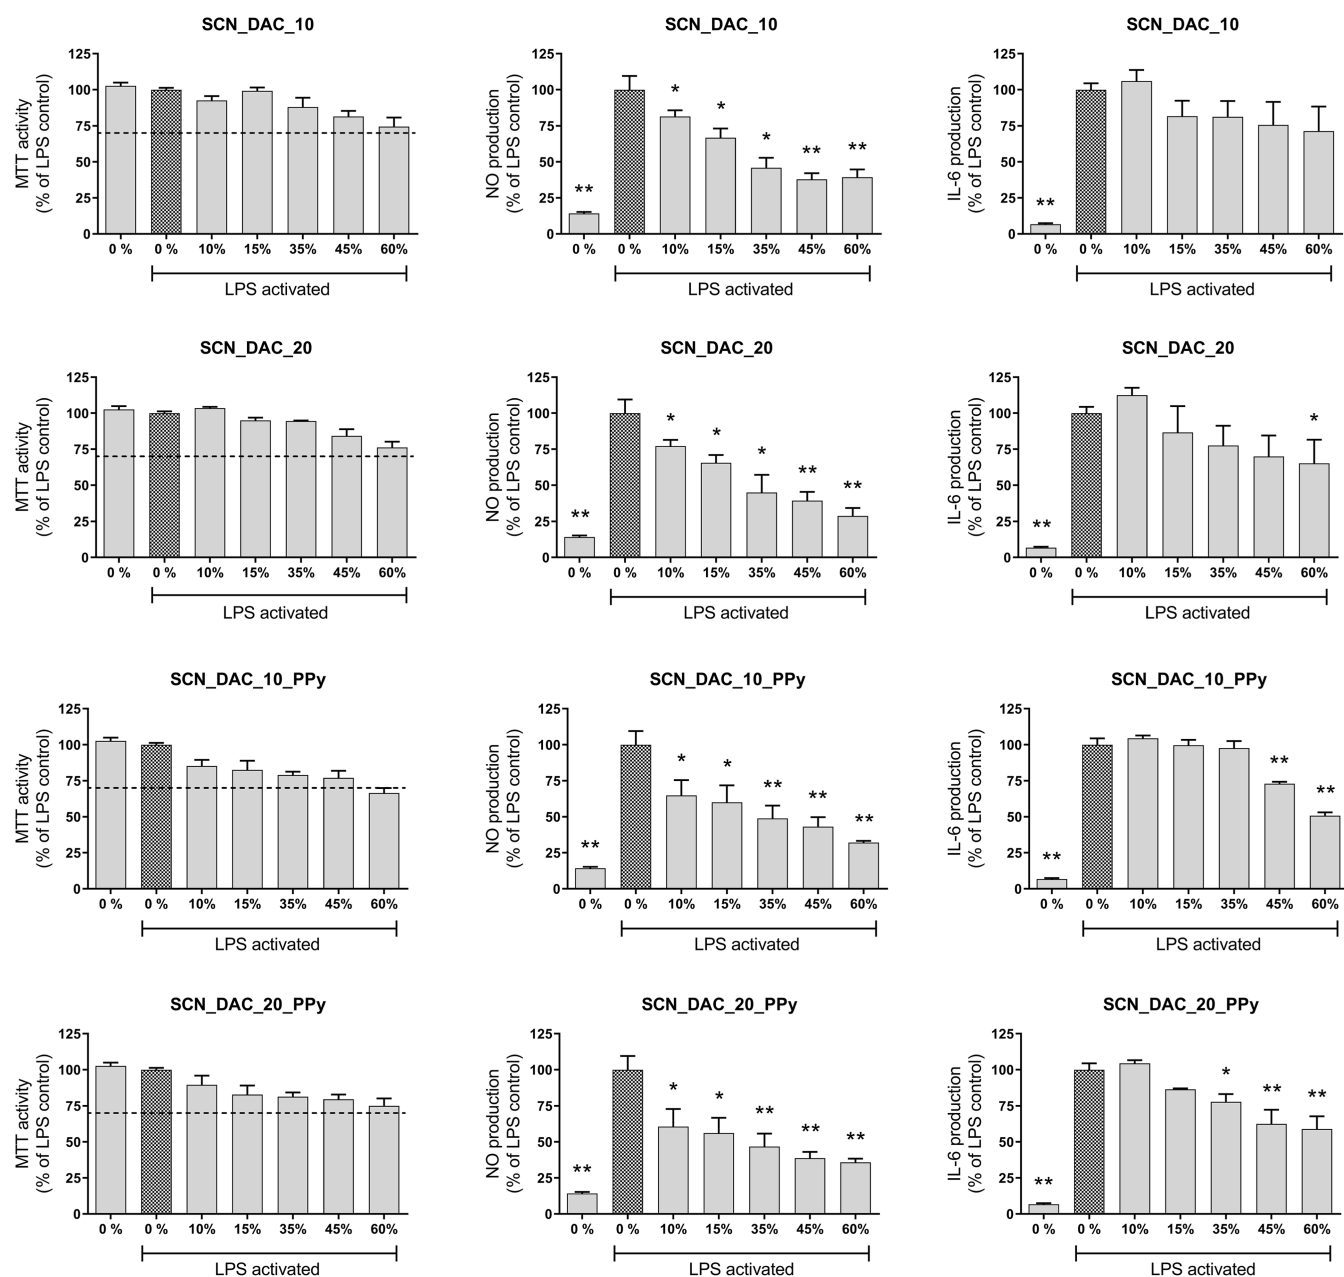 SCN_DAC_10
MTT activity
(% of LPS control)
125
100
75
50
25
0
0 % 0 % 10% 15% 35% 45% 60%
LPS activated
SCN_DAC_10
NO production
(% of LPS control)
125
100
75
50
25
0
** * * * ** **
0 % 0 % 10% 15% 35% 45% 60%
LPS activated
SCN_DAC_10
IL-6 production
(% of LPS control)
125
100
75
50
25
0
**
0 % 0 % 10% 15% 35% 45% 60%
LPS activated
SCN_DAC_20
MTT activity
(% of LPS control)
125
100
75
50
25
0
0 % 0 % 10% 15% 35% 45% 60%
LPS activated
SCN_DAC_20
NO production
(% of LPS control)
125
100
75
50
25
0
** * * * ** **
0 % 0 % 10% 15% 35% 45% 60%
LPS activated
SCN_DAC_20
IL-6 production
(% of LPS control)
125
100
75
50
25
0
** *
0 % 0 % 10% 15% 35% 45% 60%
LPS activated
SCN_DAC_10_PPy
MTT activity
(% of LPS control)
125
100
75
50
25
0
0 % 0 % 10% 15% 35% 45% 60%
LPS activated
SCN_DAC_10_PPy
NO production
(% of LPS control)
125
100
75
50
25
0
** * * ** ** **
0 % 0 % 10% 15% 35% 45% 60%
LPS activated
SCN_DAC_10_PPy
IL-6 production
(% of LPS control)
125
100
75
50
25
0
** ** **
0 % 0 % 10% 15% 35% 45% 60%
LPS activated
SCN_DAC_20_PPy
MTT activity
(% of LPS control)
125
100
75
50
25
0
0 % 0 % 10% 15% 35% 45% 60%
LPS activated
SCN_DAC_20_PPy
NO production
(% of LPS control)
125
100
75
50
25
0
** * * ** ** **
0 % 0 % 10% 15% 35% 45% 60%
LPS activated
SCN_DAC_20_PPy
IL-6 production
(% of LPS control)
125
100
75
50
25
0
** * ** **
0 % 0 % 10% 15% 35% 45% 60%
LPS activated